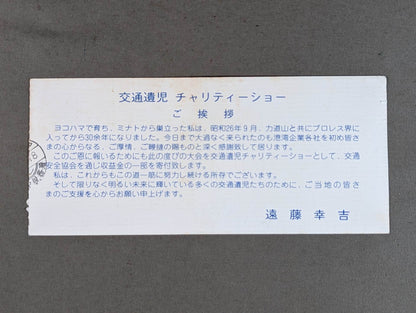 交通遺児 チャリティーショー
ご挨拶
ヨコハマで育ち、ミナトから巣立った私は、昭和26年9月、力道山と共にプロレス界に
入ってから30余年になりました。今日まで大過なく来られたのも港湾企業各社を初め皆さ
まの心からなる、ご厚情、ご鞭撻の賜ものと深く感謝致して居ります。
このご恩に報いるためにも此の度びの大会を交通遺児チャリティーショーとして、交通
安全協会を通じ収益金の一部を寄付致します。
私は、これからもこの道一筋に努力し続ける所存でございます。
そして限りなく明るい未来に輝いている多くの交通遺児たちのために、ご当地の皆さ
まのご支援を心からお願い申上げます。
遠藤幸吉